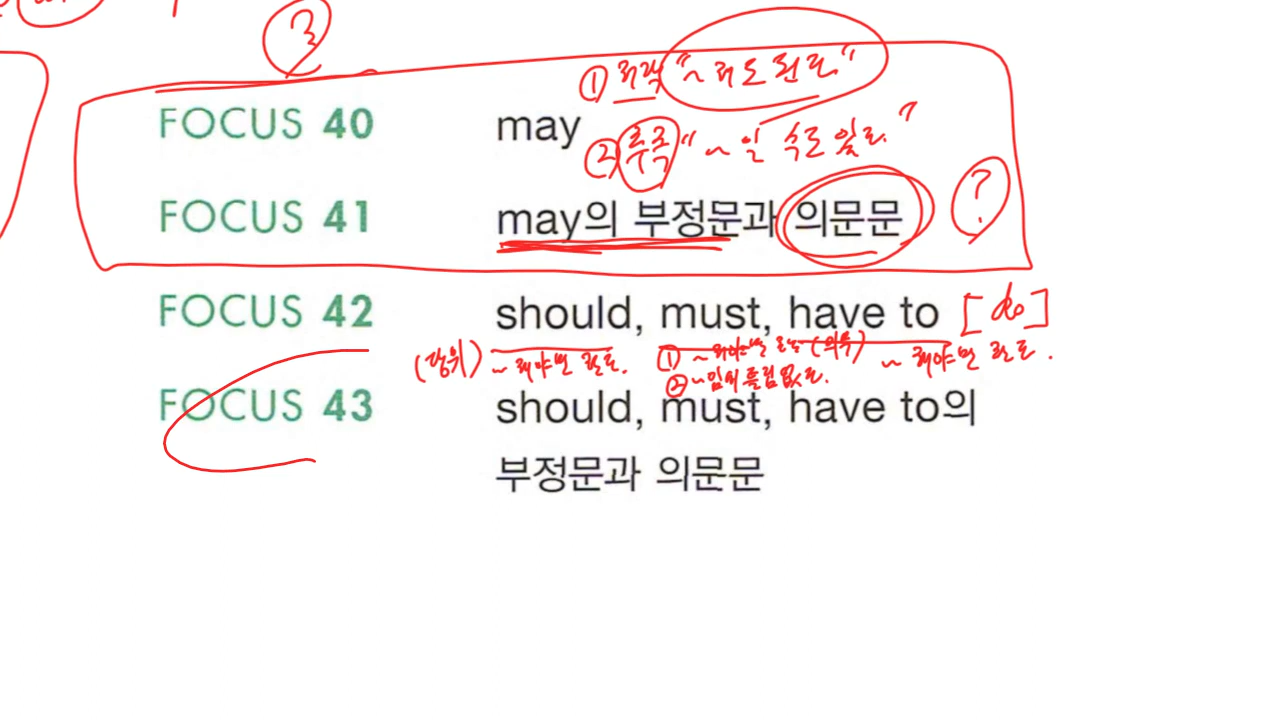 ③
① 허락 "~ 해도 된다."
FOCUS 40 may
② 추측 "~ 일 수도 있다."
FOCUS 41 may의 부정문과 의문문 ?
FOCUS 42 should, must, have to [do]
(당위) ~ 해야만 한다. ① ~해야만 한다 (의무) ~ 해야만 한다.
② ~임에 틀림없다.
FOCUS 43 should, must, have to의
부정문과 의문문